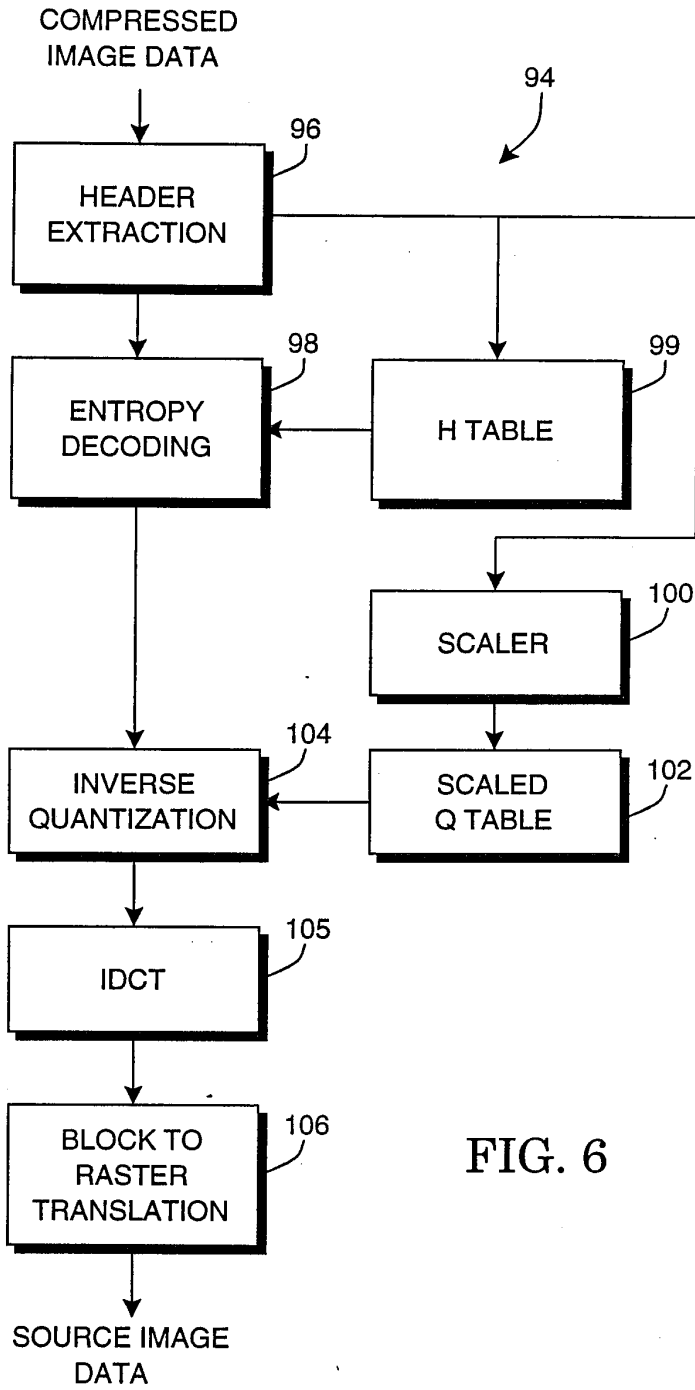 COMPRESSED
IMAGE DATA
94
96
HEADER
EXTRACTION
98
99
ENTROPY
DECODING
H TABLE
100
SCALER
104
102
INVERSE
QUANTIZATION
SCALED
Q TABLE
105
IDCT
106
BLOCK TO
RASTER
TRANSLATION
FIG. 6
SOURCE IMAGE
DATA